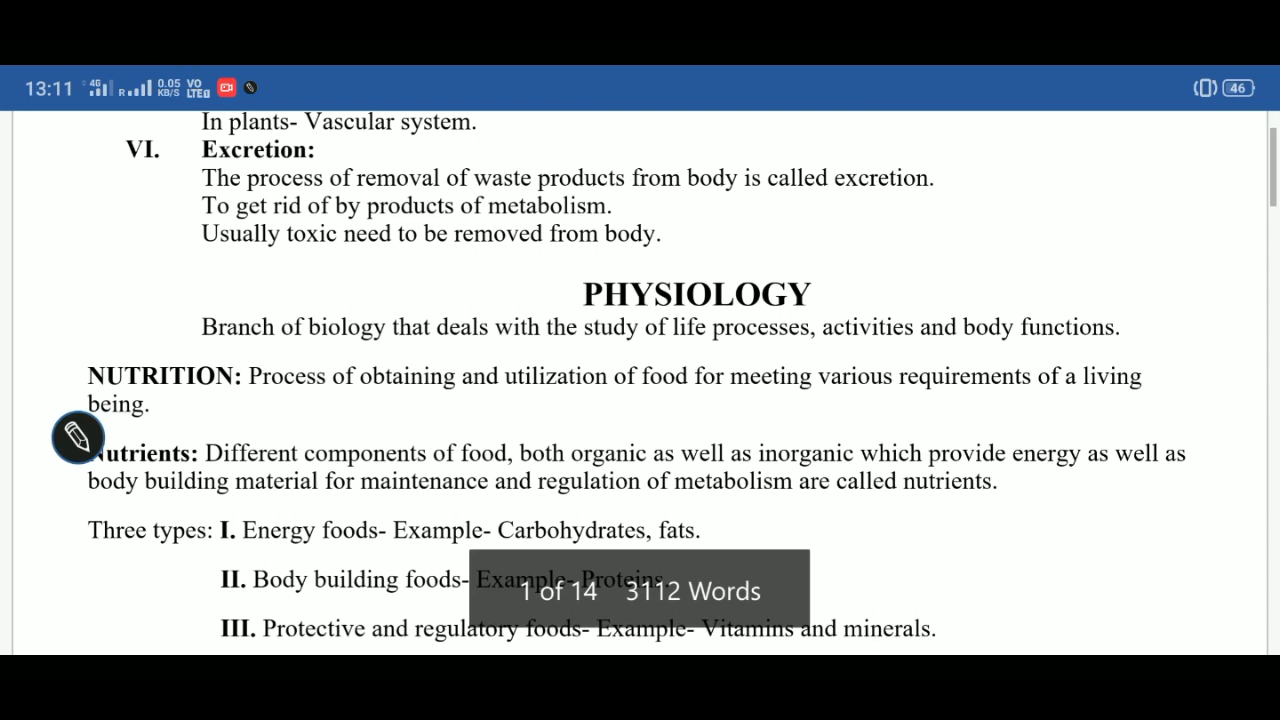 13:11 4G R 0.05 KB/S VO LTE 46
In plants- Vascular system.
VI. Excretion:
The process of removal of waste products from body is called excretion.
To get rid of by products of metabolism.
Usually toxic need to be removed from body.
PHYSIOLOGY
Branch of biology that deals with the study of life processes, activities and body functions.
NUTRITION: Process of obtaining and utilization of food for meeting various requirements of a living
being.
Nutrients: Different components of food, both organic as well as inorganic which provide energy as well as
body building material for maintenance and regulation of metabolism are called nutrients.
Three types: I. Energy foods- Example- Carbohydrates, fats.
II. Body building foods- Example- Proteins
1 of 14 3112 Words
III. Protective and regulatory foods- Example- Vitamins and minerals.